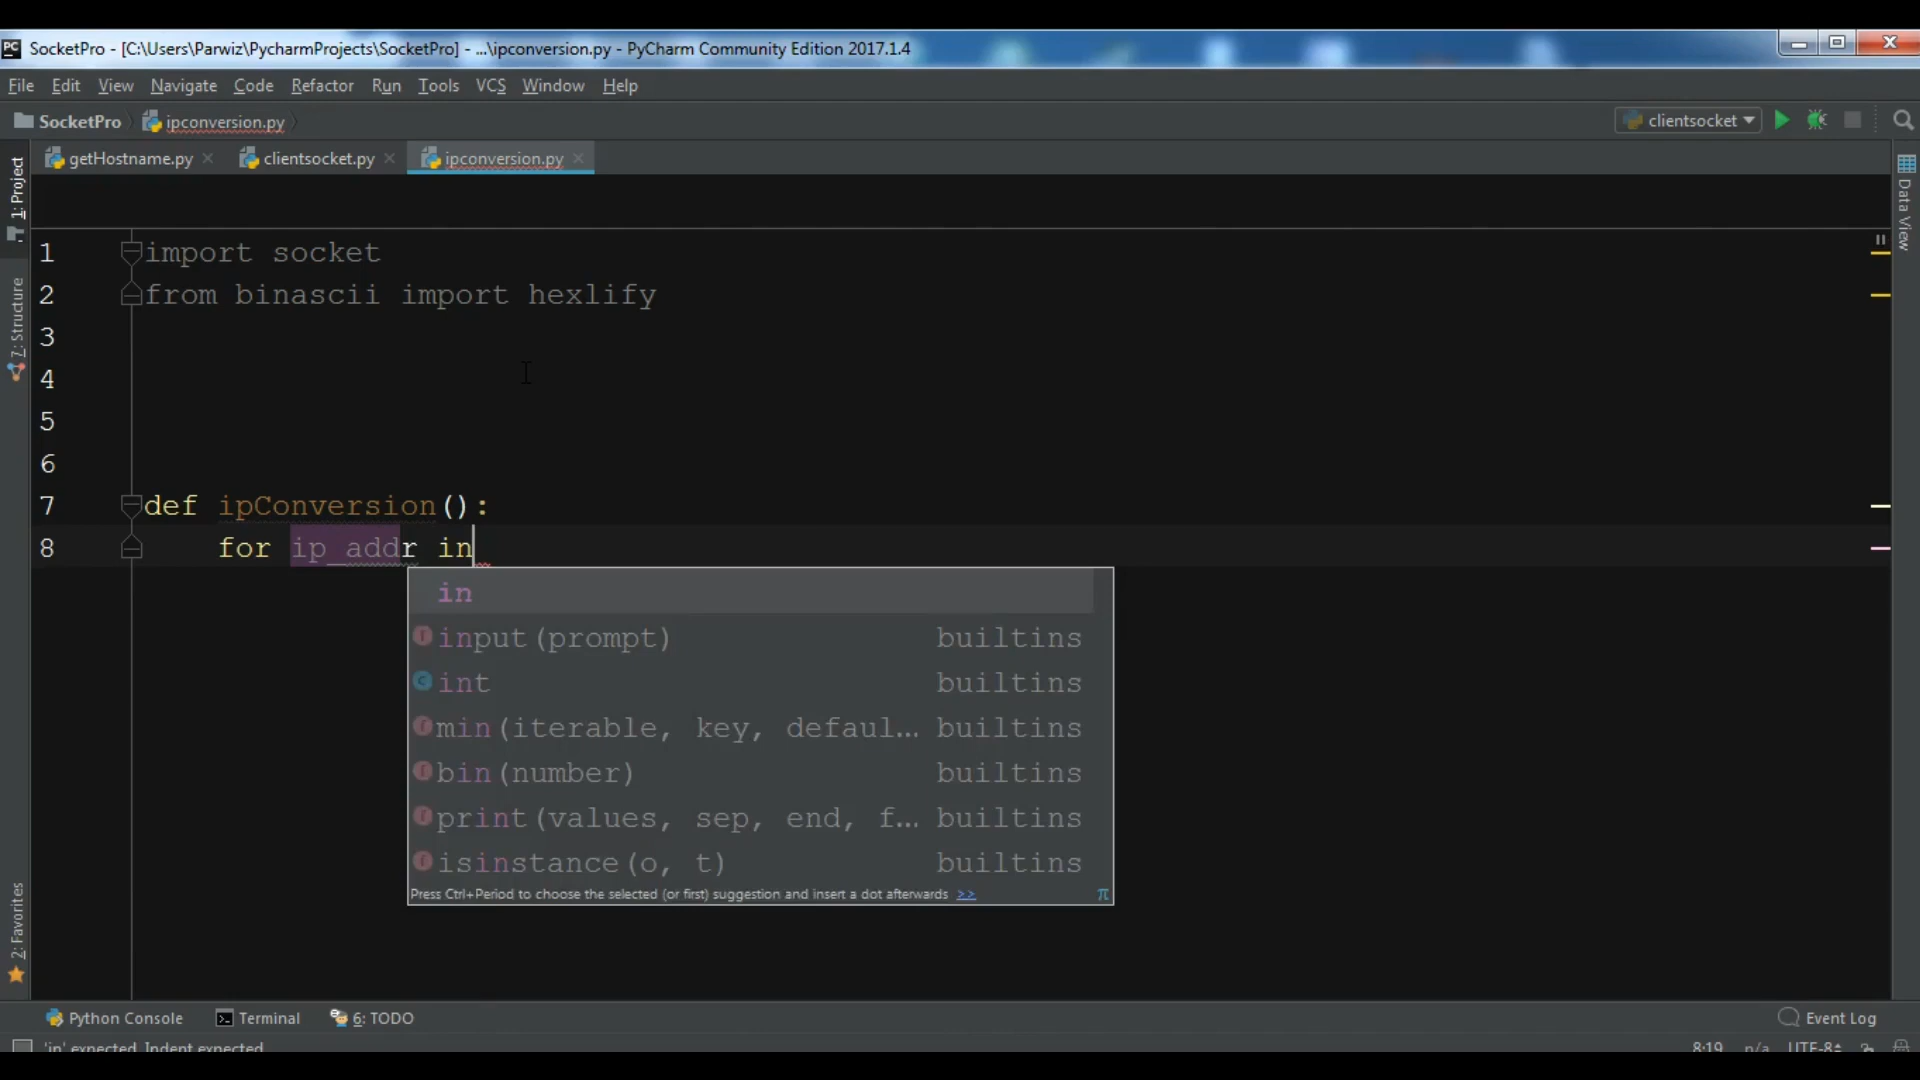 SocketPro - [C:\Users\Parwiz\PycharmProjects\SocketPro] - ...\ipconversion.py - PyCharm Community Edition 2017.1.4
File Edit View Navigate Code Refactor Run Tools VCS Window Help
SocketPro ipconversion.py clientsocket
getHostname.py clientsocket.py ipconversion.py
1: Project
7: Structure
2: Favorites
Data View
1 import socket
2 from binascii import hexlify
3
4
5
6
7 def ipConversion():
8 for ip_addr in
in
input(prompt) builtins
int builtins
min(iterable, key, defaul... builtins
bin(number) builtins
print(values, sep, end, f... builtins
isinstance(o, t) builtins
Press Ctrl+Period to choose the selected (or first) suggestion and insert a dot afterwards >> π
Python Console Terminal 6: TODO Event Log
'in' expected. Indent expected 8:19 n/a UTF-8